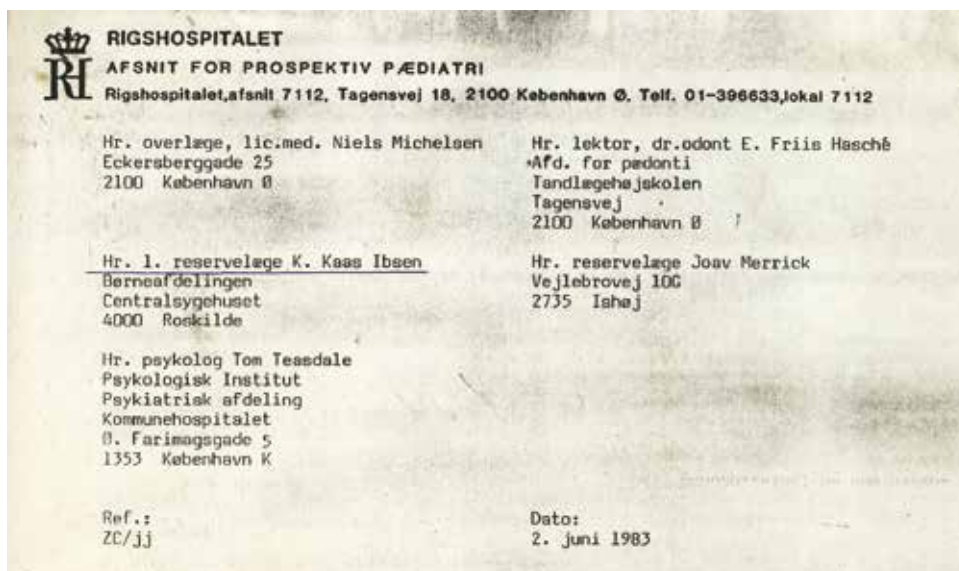 RIGSHOSPITALET
AFSNIT FOR PROSPEKTIV PÆDIATRI
Rigshospitalet,afsnit 7112, Tagensvej 18, 2100 København Ø. Telf. 01-396633,lokal 7112
Hr. overlæge, lic.med. Niels Michelsen
Eckersberggade 25
2100 København Ø
Hr. lektor, dr.odont E. Friis Hasché
Afd. for pædonti
Tandlægehøjskolen
Tagensvej
2100 København Ø
Hr. 1. reservelæge K. Kaas Ibsen
Børneafdelingen
Centralsygehuset
4000 Roskilde
Hr. reservelæge Joav Merrick
Vejlebrovej 10G
2735 Ishøj
Hr. psykolog Tom Teasdale
Psykologisk Institut
Psykiatrisk afdeling
Kommunehospitalet
Ø. Farimagsgade 5
1353 København K
Ref.:
ZC/jj
Dato:
2. juni 1983